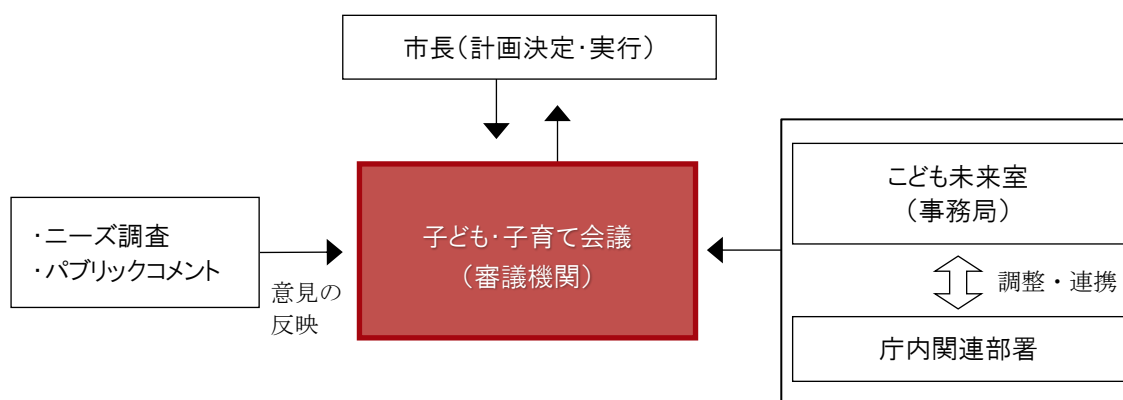 市長（計画決定・実行）
・ニーズ調査
・パブリックコメント
意見の
反映
子ども・子育て会議
（審議機関）
こども未来室
（事務局）
調整・連携
庁内関連部署